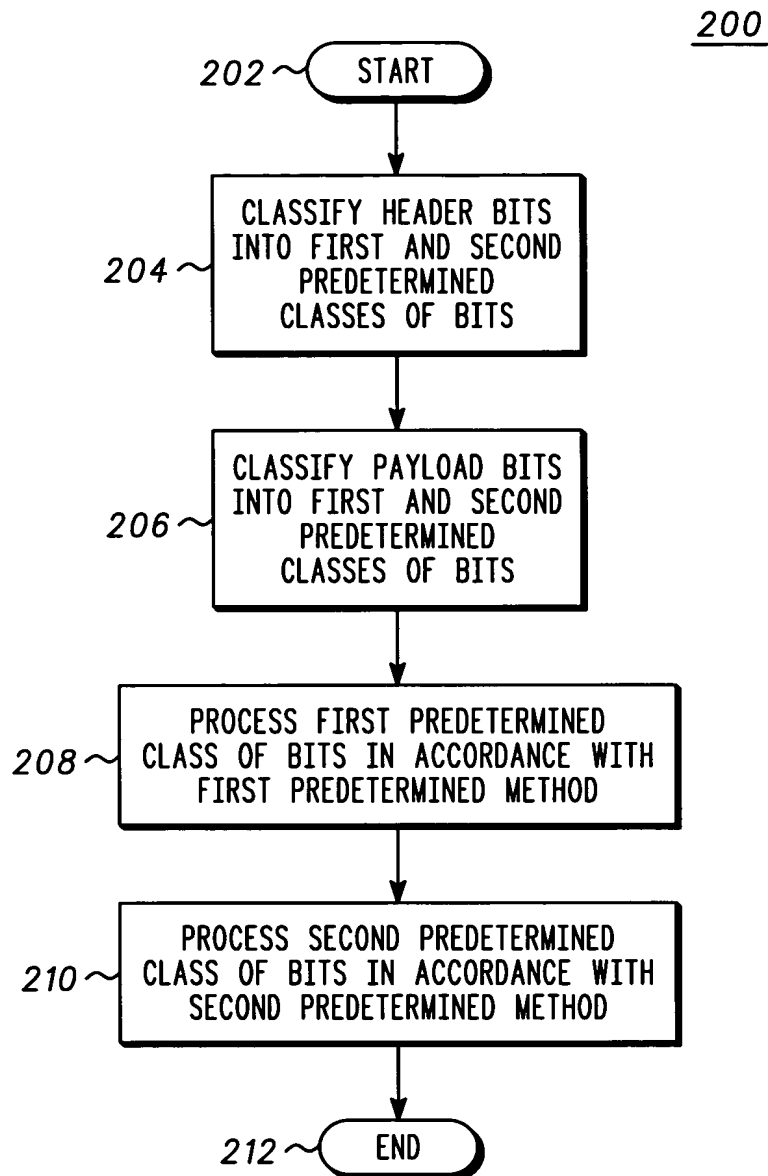 200
202
START
204
CLASSIFY HEADER BITS
INTO FIRST AND SECOND
PREDETERMINED
CLASSES OF BITS
206
CLASSIFY PAYLOAD BITS
INTO FIRST AND SECOND
PREDETERMINED
CLASSES OF BITS
208
PROCESS FIRST PREDETERMINED
CLASS OF BITS IN ACCORDANCE WITH
FIRST PREDETERMINED METHOD
210
PROCESS SECOND PREDETERMINED
CLASS OF BITS IN ACCORDANCE WITH
SECOND PREDETERMINED METHOD
212
END